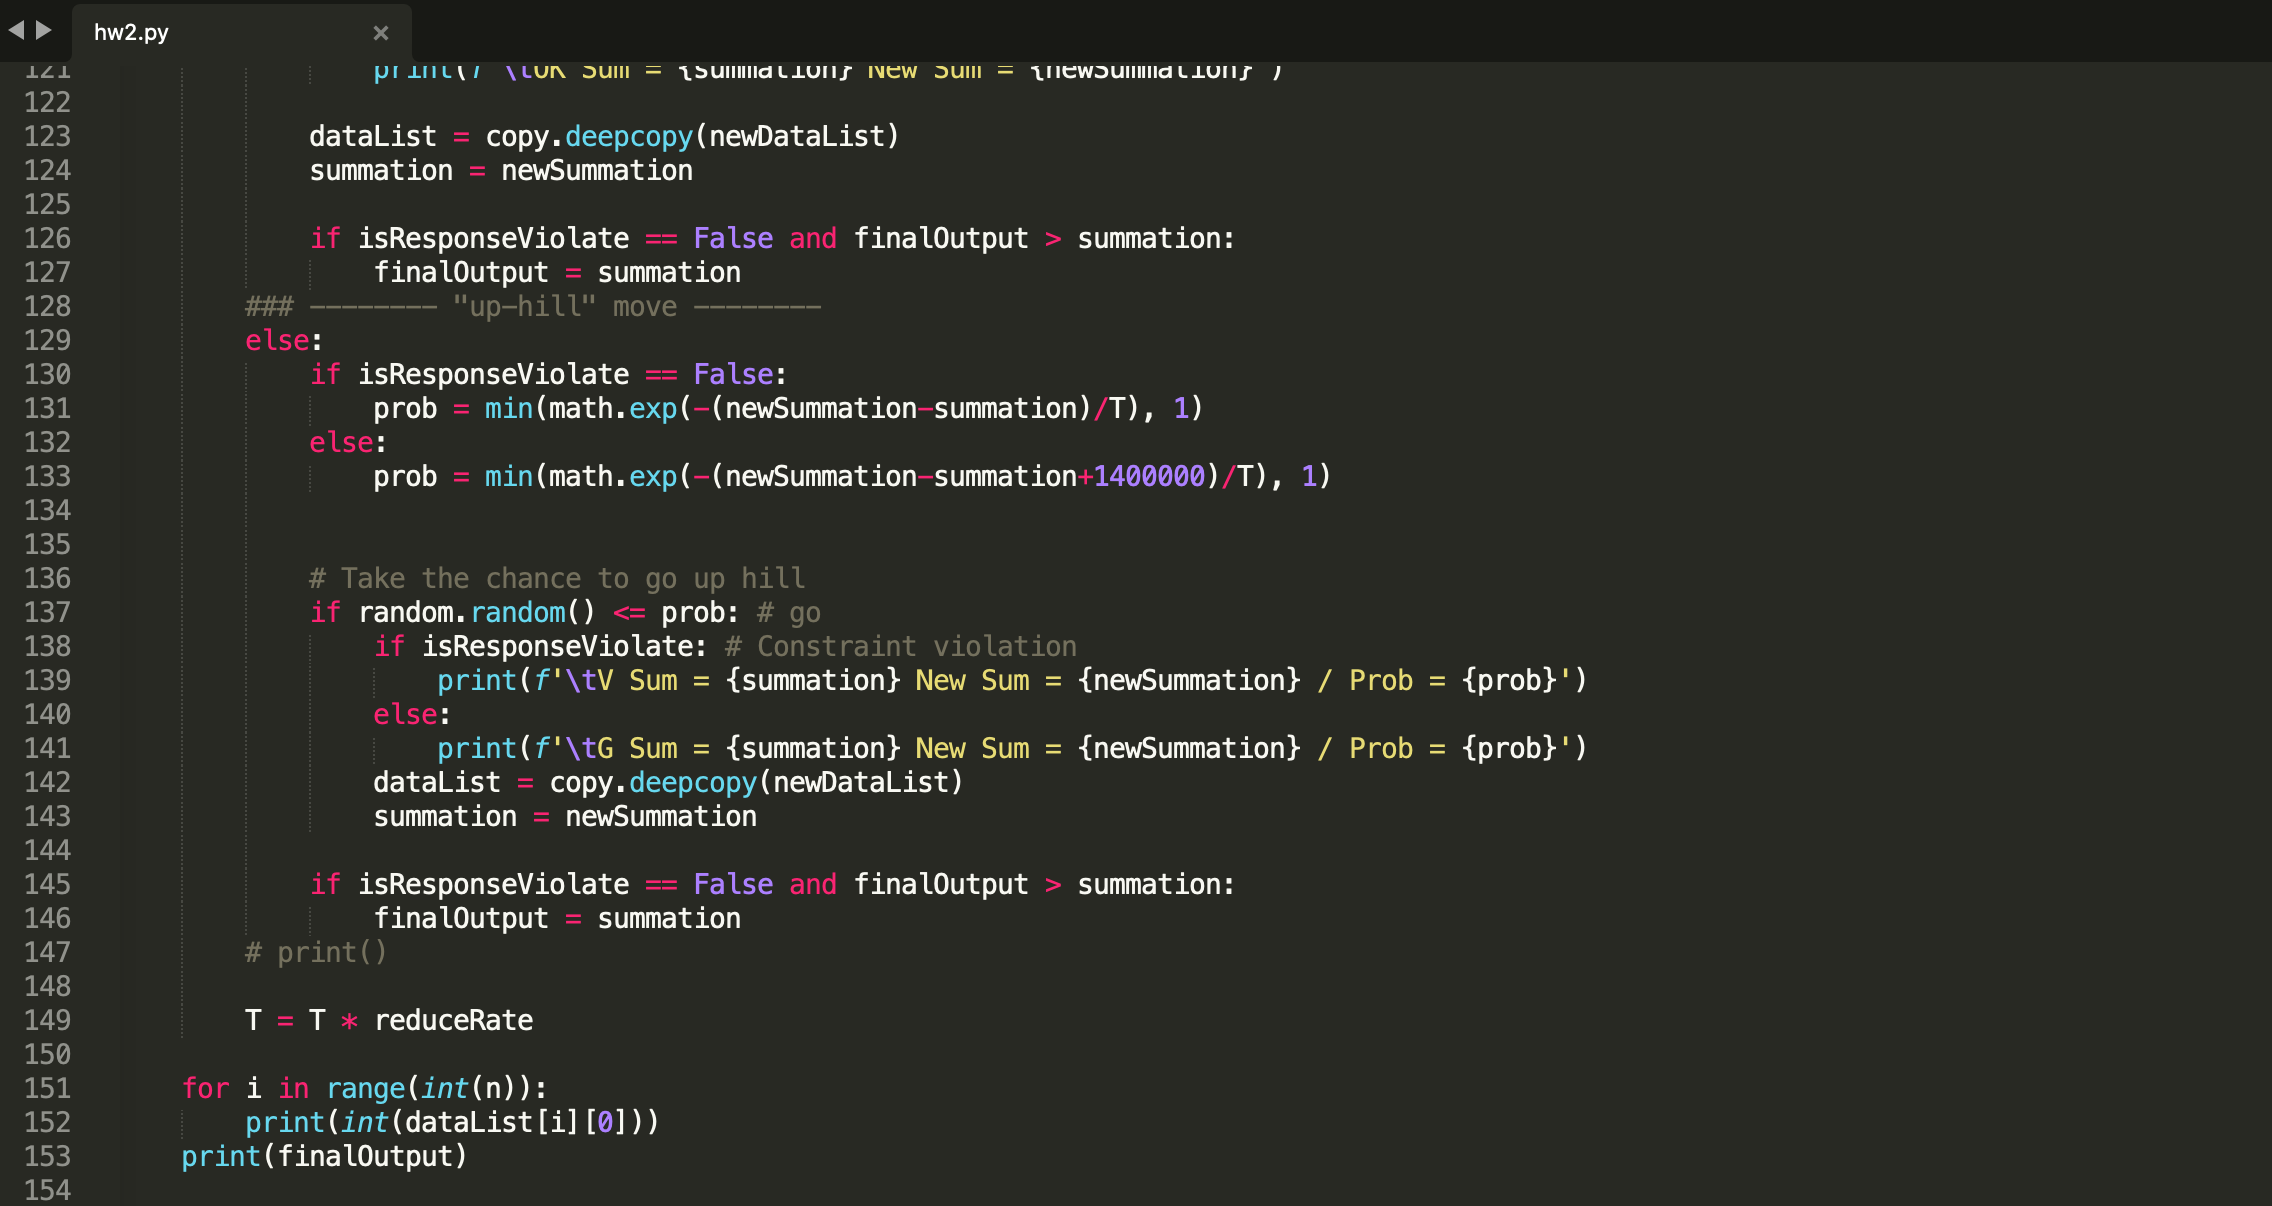 hw2.py
121 print(f'\tOK Sum = {summation} New Sum = {newSummation}')
122
123 dataList = copy.deepcopy(newDataList)
124 summation = newSummation
125
126 if isResponseViolate == False and finalOutput > summation:
127 finalOutput = summation
128 ### -------- "up-hill" move --------
129 else:
130 if isResponseViolate == False:
131 prob = min(math.exp(-(newSummation-summation)/T), 1)
132 else:
133 prob = min(math.exp(-(newSummation-summation+1400000)/T), 1)
134
135
136 # Take the chance to go up hill
137 if random.random() <= prob: # go
138 if isResponseViolate: # Constraint violation
139 print(f'\tV Sum = {summation} New Sum = {newSummation} / Prob = {prob}')
140 else:
141 print(f'\tG Sum = {summation} New Sum = {newSummation} / Prob = {prob}')
142 dataList = copy.deepcopy(newDataList)
143 summation = newSummation
144
145 if isResponseViolate == False and finalOutput > summation:
146 finalOutput = summation
147 # print()
148
149 T = T * reduceRate
150
151 for i in range(int(n)):
152 print(int(dataList[i][0]))
153 print(finalOutput)
154